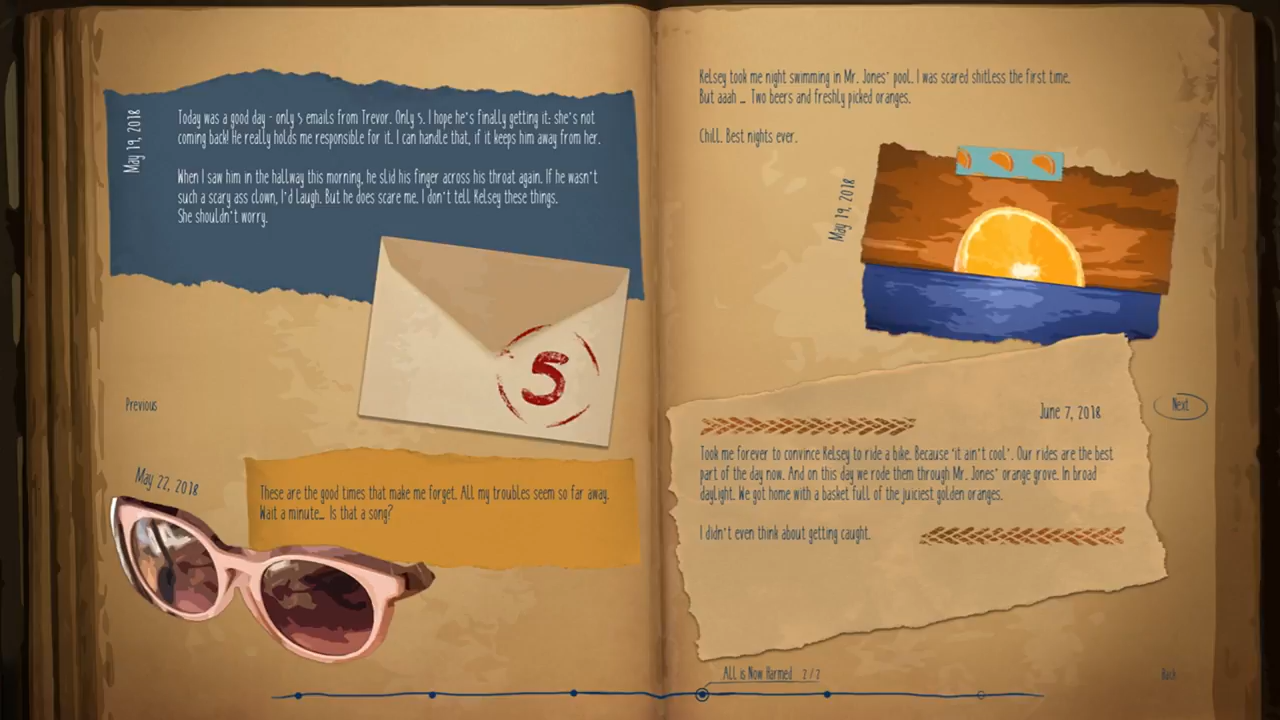 May 19, 2018
Today was a good day - only 5 emails from Trevor. Only 5. I hope he's finally getting it: she's not
coming back! He really holds me responsible for it. I can handle that, if it keeps him away from her.
When I saw him in the hallway this morning, he slid his finger across his throat again. If he wasn't
such a scary ass clown, I'd laugh. But he does scare me. I don't tell Kelsey these things.
She shouldn't worry.
5
Previous
May 22, 2018
These are the good times that make me forget. All my troubles seem so far away.
Wait a minute... Is that a song?
Kelsey took me night swimming in Mr. Jones' pool. I was scared shitless the first time.
But aaah ... Two beers and freshly picked oranges.
Chill. Best nights ever.
May 19, 2018
June 7, 2018
Next
Took me forever to convince Kelsey to ride a bike. Because "it ain't cool". Our rides are the best
part of the day now. And on this day we rode them through Mr. Jones' orange grove. In broad
daylight. We got home with a basket full of the juiciest golden oranges.
I didn't even think about getting caught.
All is Now Harmed 7 / 7
Back